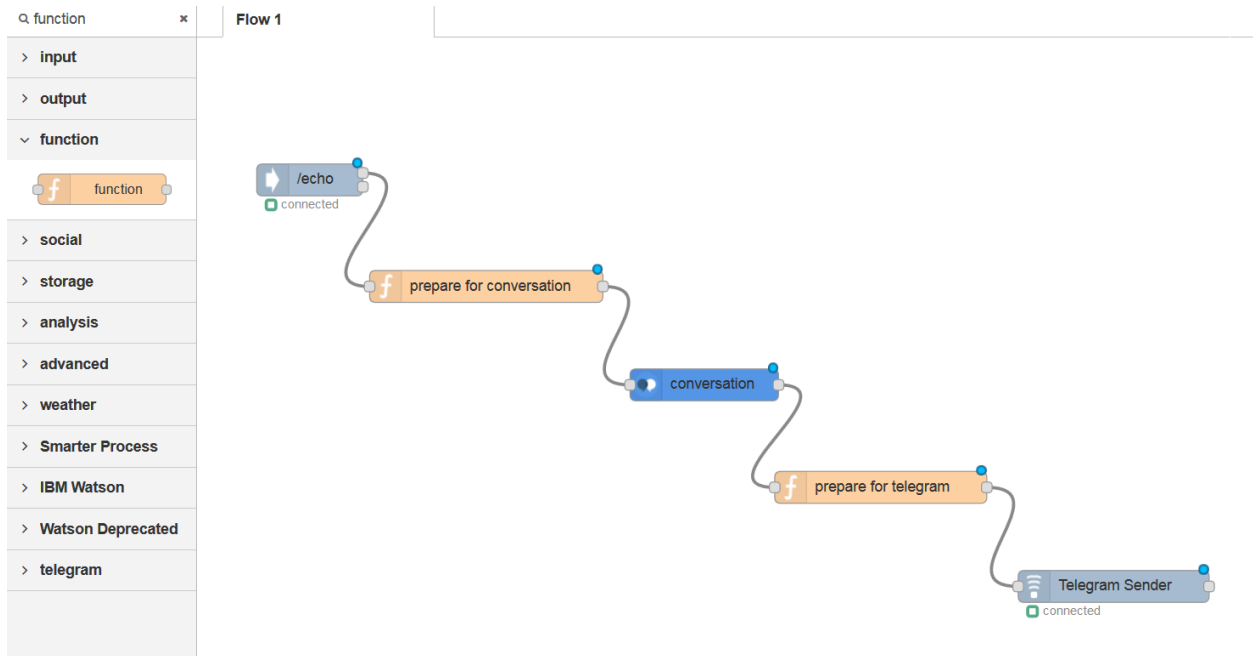 function
Flow 1
input
output
function
function
social
storage
analysis
advanced
weather
Smarter Process
IBM Watson
Watson Deprecated
telegram
/echo
connected
prepare for conversation
conversation
prepare for telegram
Telegram Sender
connected